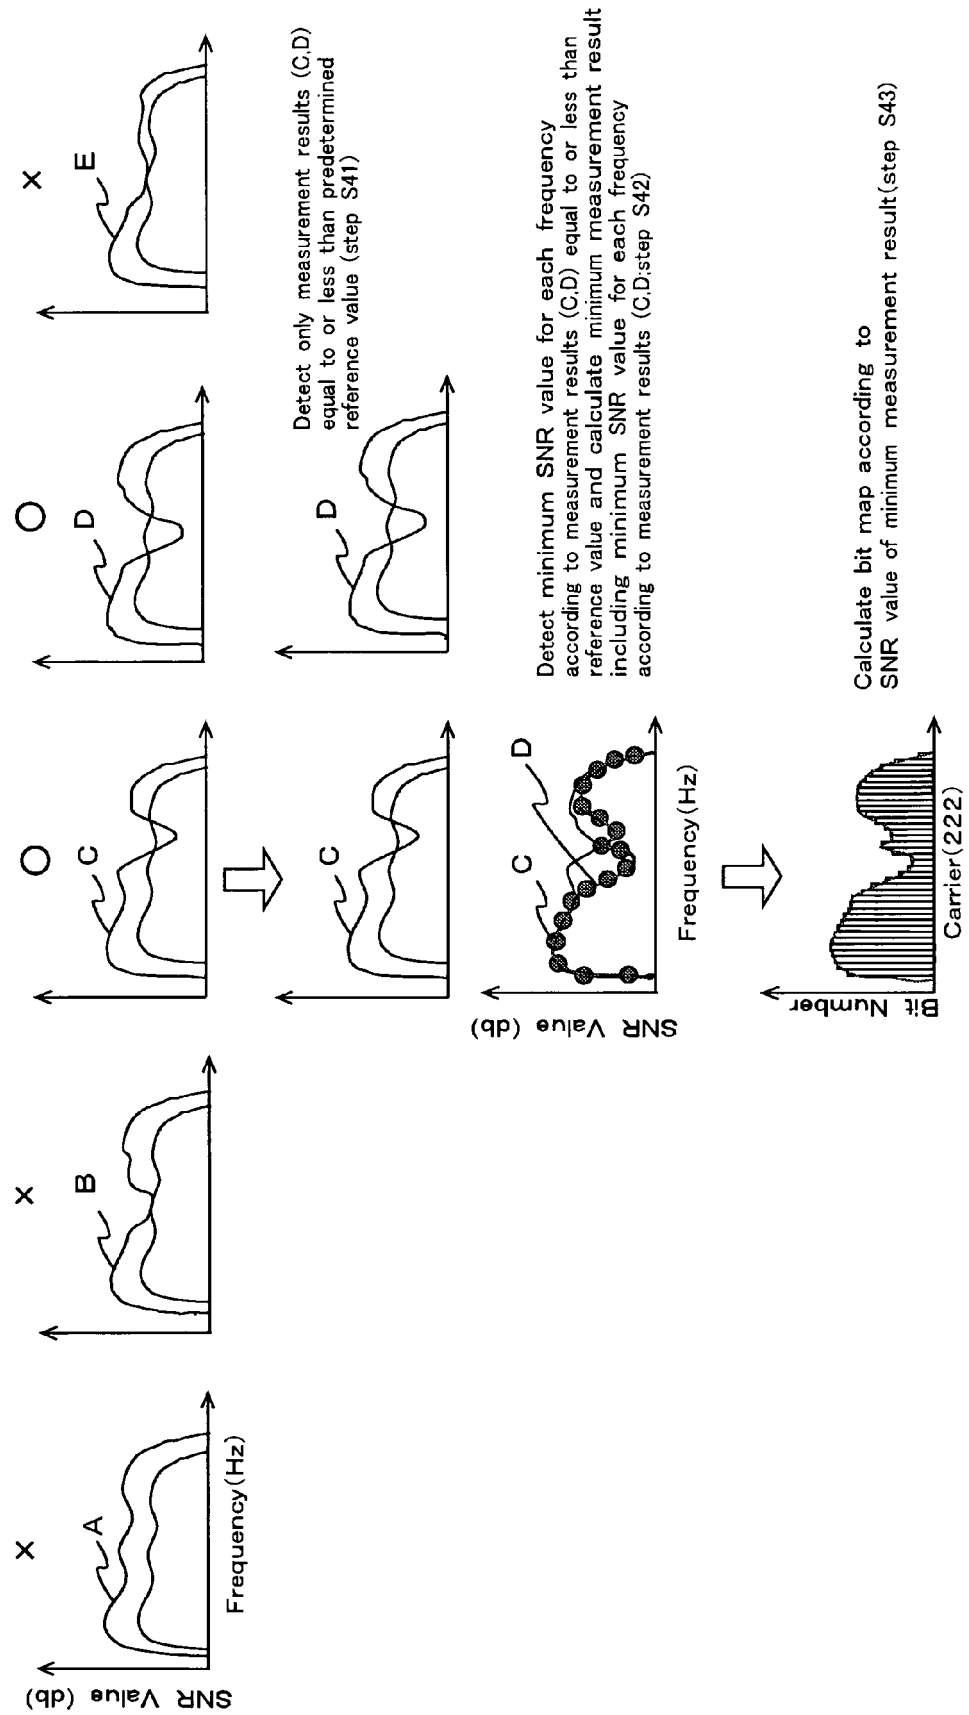 ×
×
○
○
×
A
B
C
D
E
SNR Value (db)
Frequency(Hz)
C
D
Detect only measurement results (C,D)
equal to or less than predetermined
reference value (step S41)
SNR Value (db)
C
D
Frequency(Hz)
Detect minimum SNR value for each frequency
according to measurement results (C,D) equal to or less than
reference value and calculate minimum measurement result
including minimum SNR value for each frequency
according to measurement results (C,D:step S42)
Bit Number
Carrier(222)
Calculate bit map according to
SNR value of minimum measurement result(step S43)